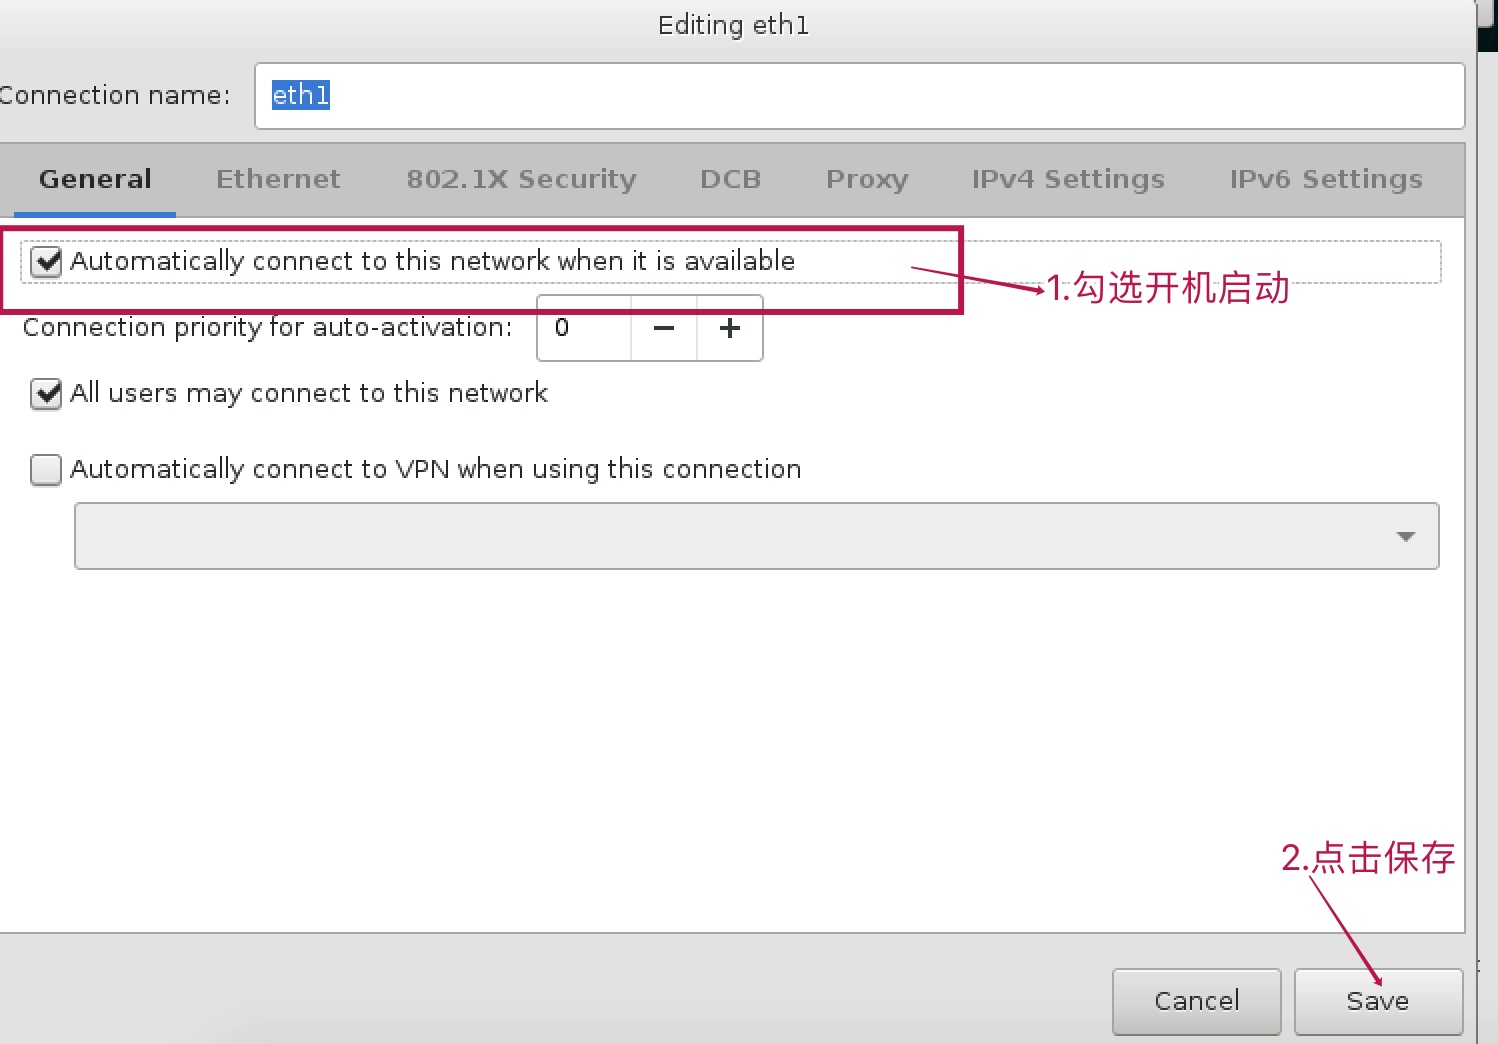 Editing eth1
Connection name: eth1
General Ethernet 802.1X Security DCB Proxy IPv4 Settings IPv6 Settings
Automatically connect to this network when it is available
1.勾选开机启动
Connection priority for auto-activation: 0 − +
All users may connect to this network
Automatically connect to VPN when using this connection
2.点击保存
Cancel Save